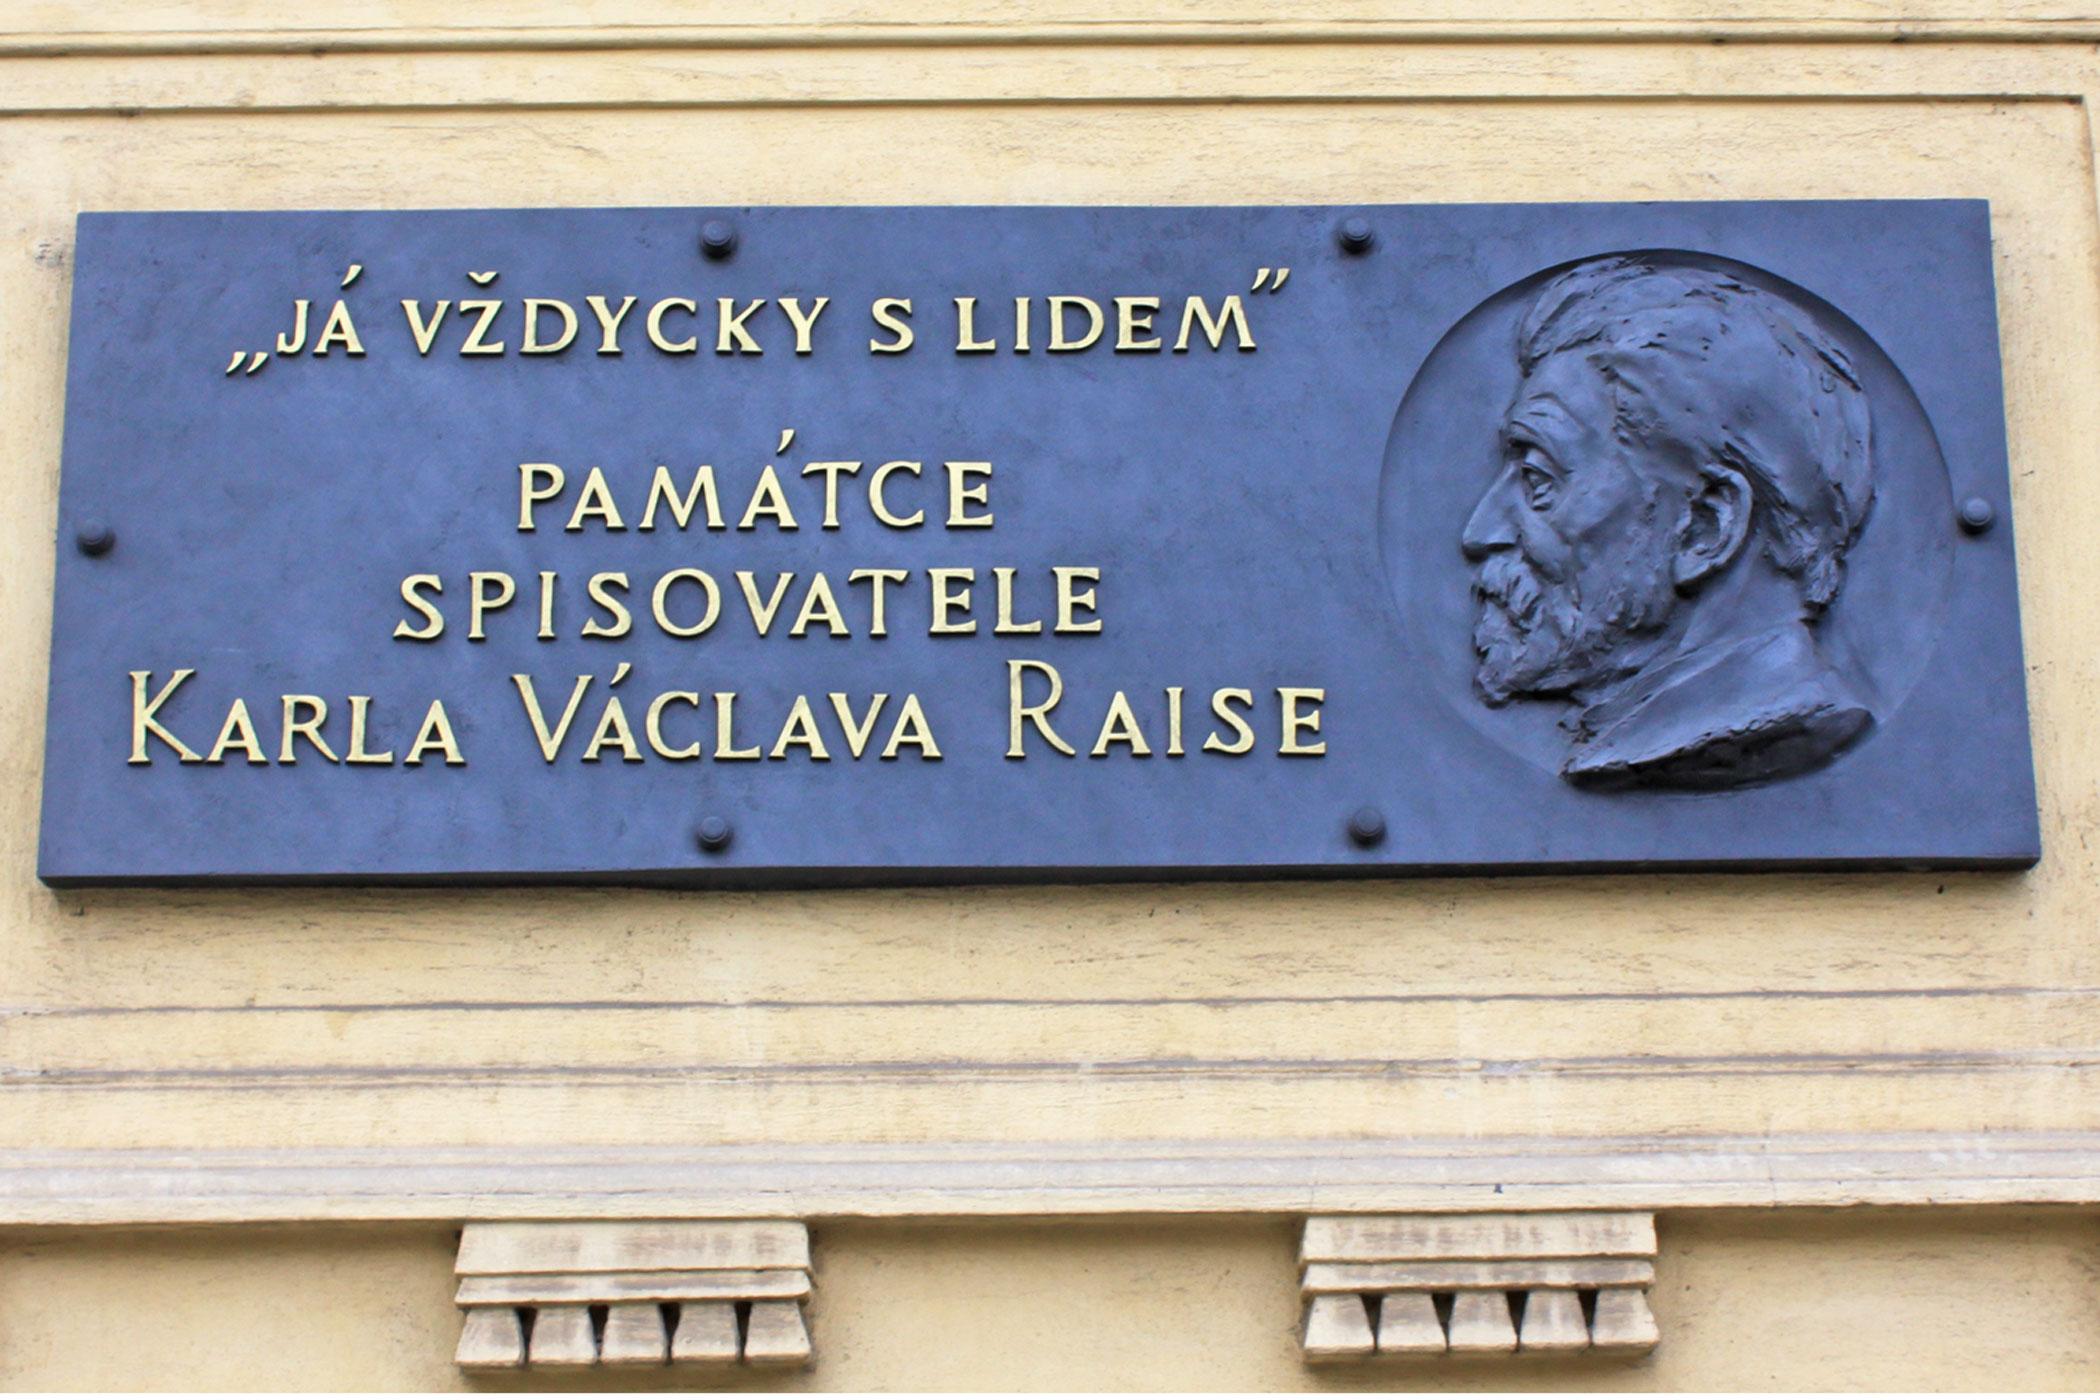 „JÁ VŽDYCKY S LIDEM”
PAMÁTCE
SPISOVATELE
KARLA VÁCLAVA RAISE